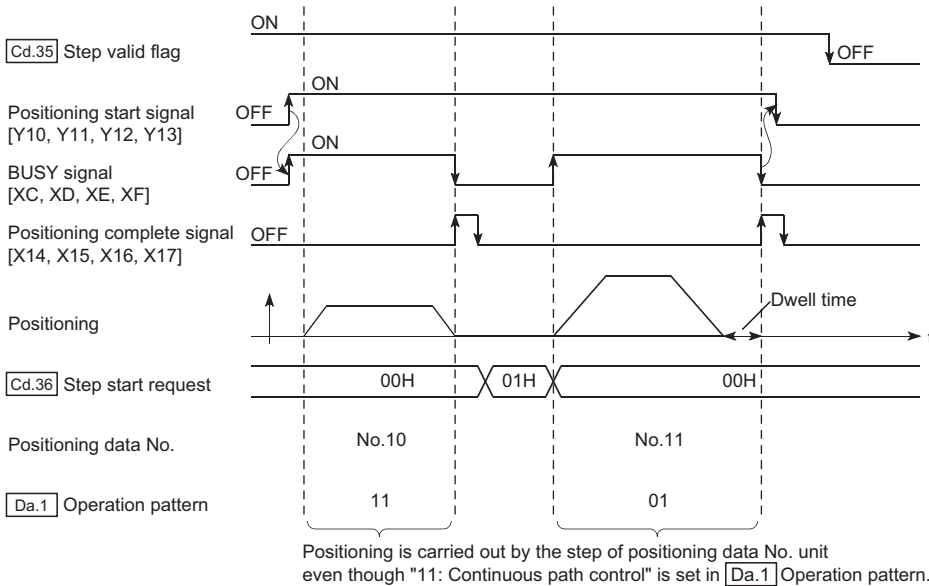 ON
Cd.35 Step valid flag
OFF
ON
Positioning start signal
OFF
[Y10, Y11, Y12, Y13]
ON
BUSY signal
OFF
[XC, XD, XE, XF]
Positioning complete signal
OFF
[X14, X15, X16, X17]
Dwell time
Positioning
t
Cd.36 Step start request
00H
01H
00H
Positioning data No.
No.10
No.11
Da.1 Operation pattern
11
01
Positioning is carried out by the step of positioning data No. unit
even though "11: Continuous path control" is set in Da.1 Operation pattern.